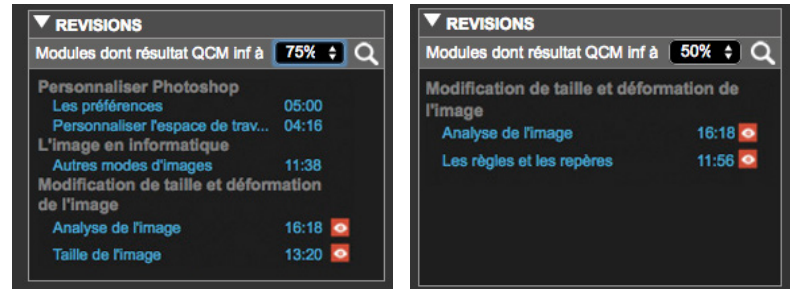 REVISIONS
Modules dont résultat QCM inf à 75%
Personnaliser Photoshop
Les préférences 05:00
Personnaliser l'espace de trav... 04:16
L'image en informatique
Autres modes d'images 11:38
Modification de taille et déformation
de l'image
Analyse de l'image 16:18
Taille de l'image 13:20
REVISIONS
Modules dont résultat QCM inf à 50%
Modification de taille et déformation de
l'image
Analyse de l'image 16:18
Les règles et les repères 11:56